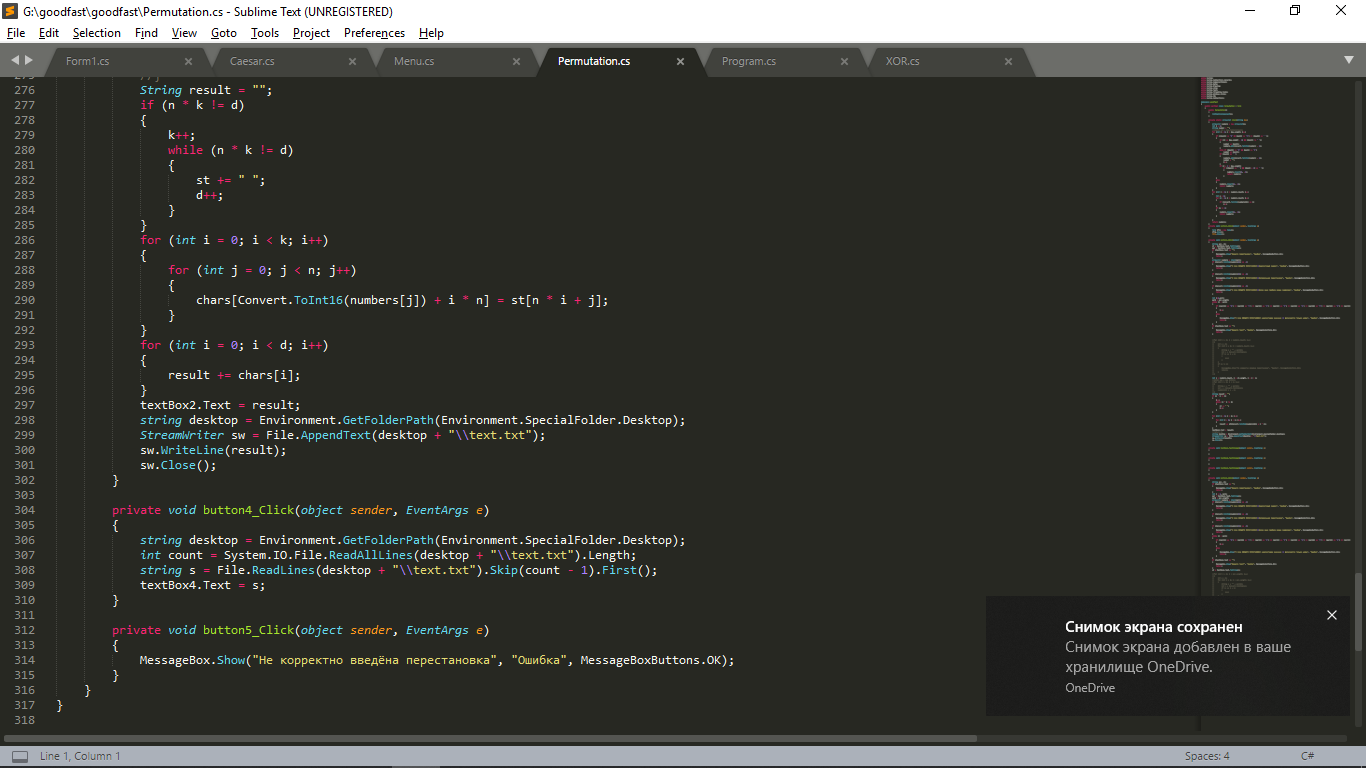 G:\goodfast\goodfast\Permutation.cs - Sublime Text (UNREGISTERED)
File Edit Selection Find View Goto Tools Project Preferences Help
Form1.cs Caesar.cs Menu.cs Permutation.cs Program.cs XOR.cs
276 String result = "";
277 if (n * k != d)
278 {
279 k++;
280 while (n * k != d)
281 {
282 st += " ";
283 d++;
284 }
285 }
286 for (int i = 0; i < k; i++)
287 {
288 for (int j = 0; j < n; j++)
289 {
290 chars[Convert.ToInt16(numbers[j]) + i * n] = st[n * i + j];
291 }
292 }
293 for (int i = 0; i < d; i++)
294 {
295 result += chars[i];
296 }
297 textBox2.Text = result;
298 string desktop = Environment.GetFolderPath(Environment.SpecialFolder.Desktop);
299 StreamWriter sw = File.AppendText(desktop + "\\text.txt");
300 sw.WriteLine(result);
301 sw.Close();
302 }
303
304 private void button4_Click(object sender, EventArgs e)
305 {
306 string desktop = Environment.GetFolderPath(Environment.SpecialFolder.Desktop);
307 int count = System.IO.File.ReadAllLines(desktop + "\\text.txt").Length;
308 string s = File.ReadLines(desktop + "\\text.txt").Skip(count - 1).First();
309 textBox4.Text = s;
310 }
311
312 private void button5_Click(object sender, EventArgs e)
313 {
314 MessageBox.Show("Не корректно введёна перестановка", "Ошибка", MessageBoxButtons.OK);
315 }
316 }
317 }
318
Снимок экрана сохранен
Снимок экрана добавлен в ваше
хранилище OneDrive.
OneDrive
Line 1, Column 1 Spaces: 4 C#